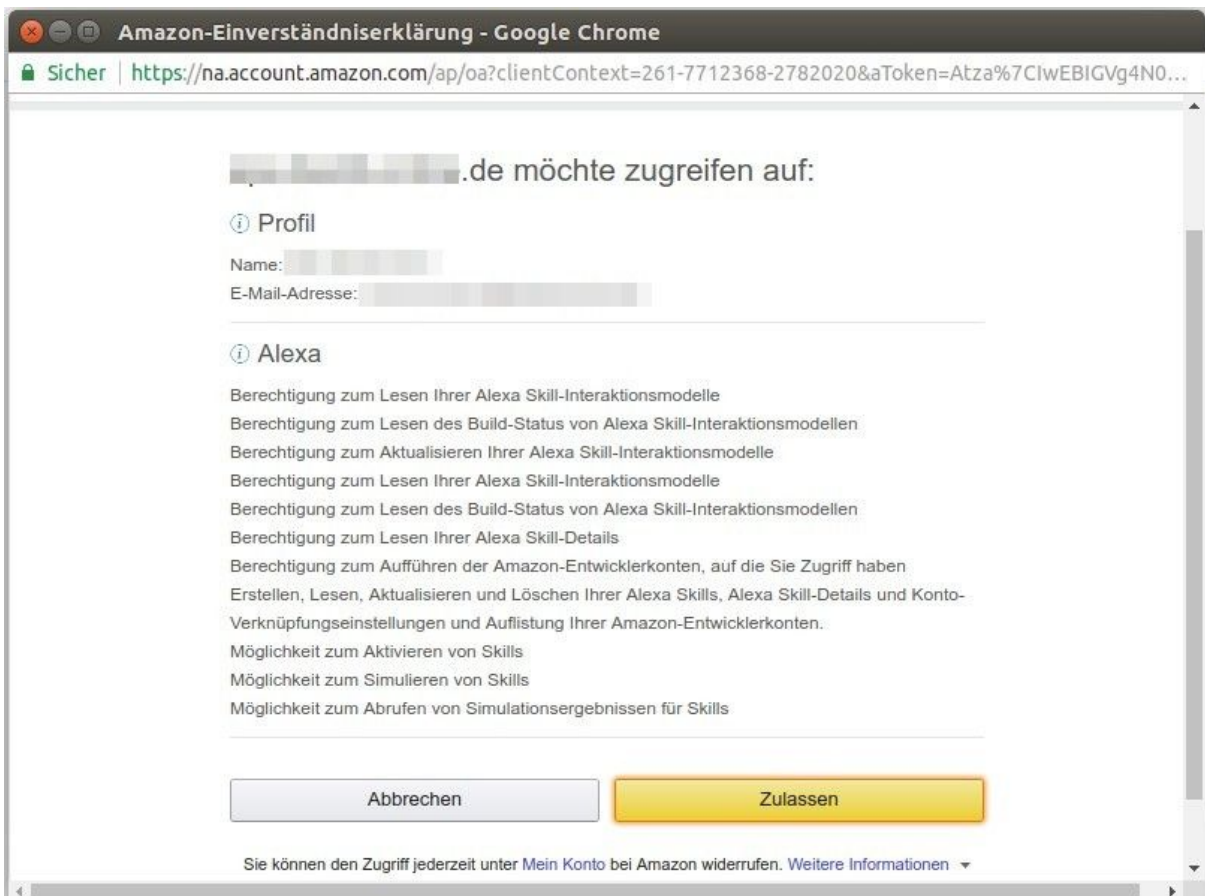 Amazon-Einverständniserklärung - Google Chrome
Sicher | https://na.account.amazon.com/ap/oa?clientContext=261-7712368-2782020&aToken=Atza%7CIwEBIGVg4N0...
.de möchte zugreifen auf:
Profil
Name:
E-Mail-Adresse:
Alexa
Berechtigung zum Lesen Ihrer Alexa Skill-Interaktionsmodelle
Berechtigung zum Lesen des Build-Status von Alexa Skill-Interaktionsmodellen
Berechtigung zum Aktualisieren Ihrer Alexa Skill-Interaktionsmodelle
Berechtigung zum Lesen Ihrer Alexa Skill-Interaktionsmodelle
Berechtigung zum Lesen des Build-Status von Alexa Skill-Interaktionsmodellen
Berechtigung zum Lesen Ihrer Alexa Skill-Details
Berechtigung zum Aufführen der Amazon-Entwicklerkonten, auf die Sie Zugriff haben
Erstellen, Lesen, Aktualisieren und Löschen Ihrer Alexa Skills, Alexa Skill-Details und Konto-
Verknüpfungseinstellungen und Auflistung Ihrer Amazon-Entwicklerkonten.
Möglichkeit zum Aktivieren von Skills
Möglichkeit zum Simulieren von Skills
Möglichkeit zum Abrufen von Simulationsergebnissen für Skills
Abbrechen
Zulassen
Sie können den Zugriff jederzeit unter Mein Konto bei Amazon widerrufen. Weitere Informationen